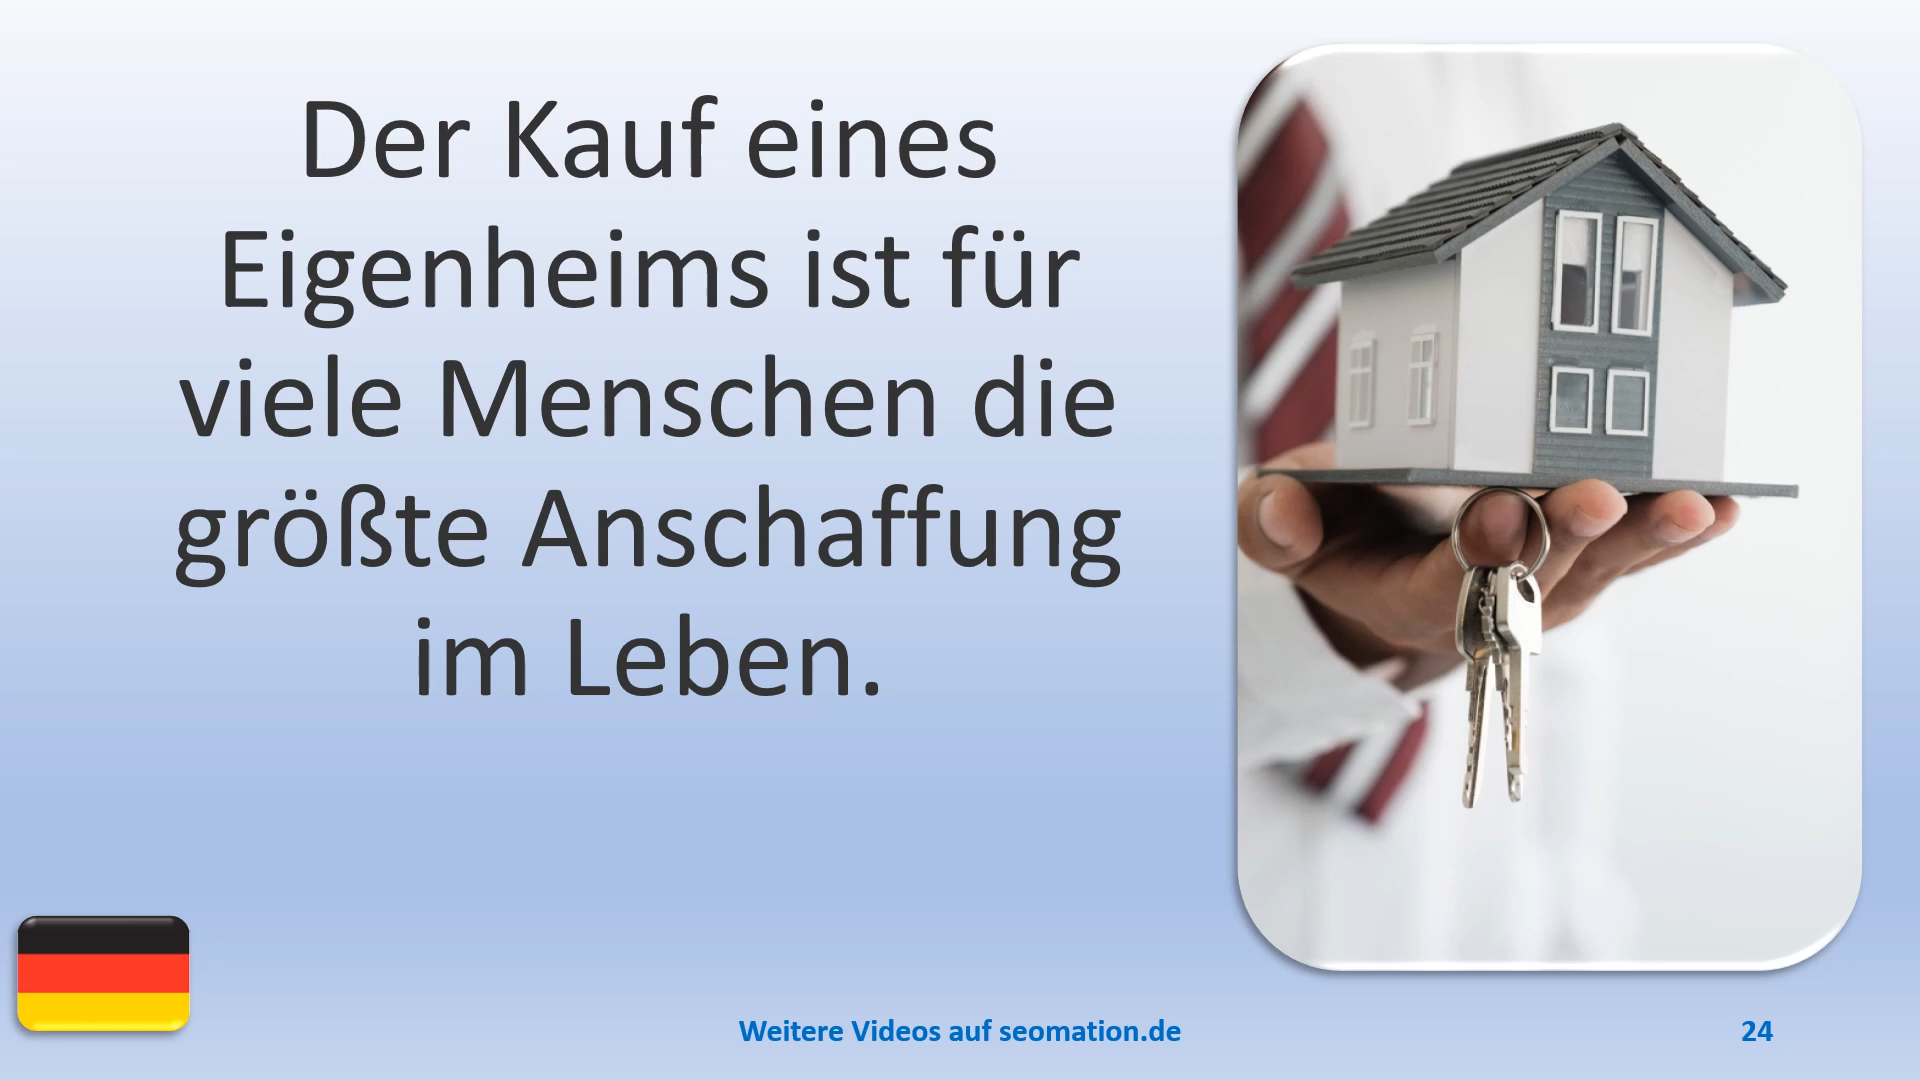 Der Kauf eines
Eigenheims ist für
viele Menschen die
größte Anschaffung
im Leben.
Weitere Videos auf seomation.de
24